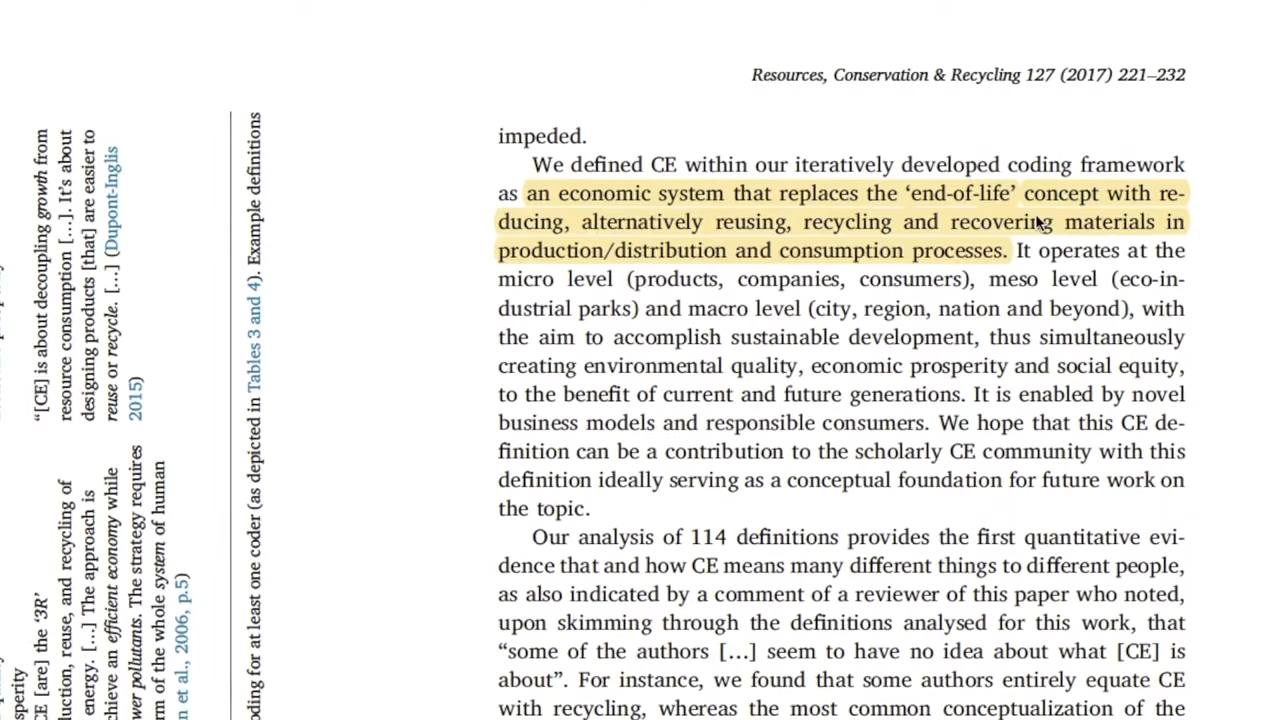 Resources, Conservation & Recycling 127 (2017) 221–232
“[CE] is about decoupling growth from
resource consumption […]. It’s about
designing products [that] are easier to
reuse or recycle. […] (Dupont-Inglis
2015)
sperity
CE [are] the ‘3R’
uction, reuse, and recycling of
energy. […] The approach is
chieve an efficient economy while
wer pollutants. The strategy requires
rm of the whole system of human
n et al., 2006, p.5)
oding for at least one coder (as depicted in Tables 3 and 4). Example definitions
impeded.
We defined CE within our iteratively developed coding framework
as an economic system that replaces the ‘end-of-life’ concept with re-
ducing, alternatively reusing, recycling and recovering materials in
production/distribution and consumption processes. It operates at the
micro level (products, companies, consumers), meso level (eco-in-
dustrial parks) and macro level (city, region, nation and beyond), with
the aim to accomplish sustainable development, thus simultaneously
creating environmental quality, economic prosperity and social equity,
to the benefit of current and future generations. It is enabled by novel
business models and responsible consumers. We hope that this CE de-
finition can be a contribution to the scholarly CE community with this
definition ideally serving as a conceptual foundation for future work on
the topic.
Our analysis of 114 definitions provides the first quantitative evi-
dence that and how CE means many different things to different people,
as also indicated by a comment of a reviewer of this paper who noted,
upon skimming through the definitions analysed for this work, that
“some of the authors […] seem to have no idea about what [CE] is
about”. For instance, we found that some authors entirely equate CE
with recycling, whereas the most common conceptualization of the